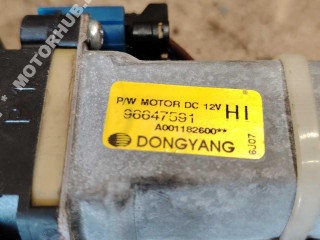 © MOTORHUB.
P/W MOTOR DC 12V HI
96647591
A001182600**
DONGYANG
6J07